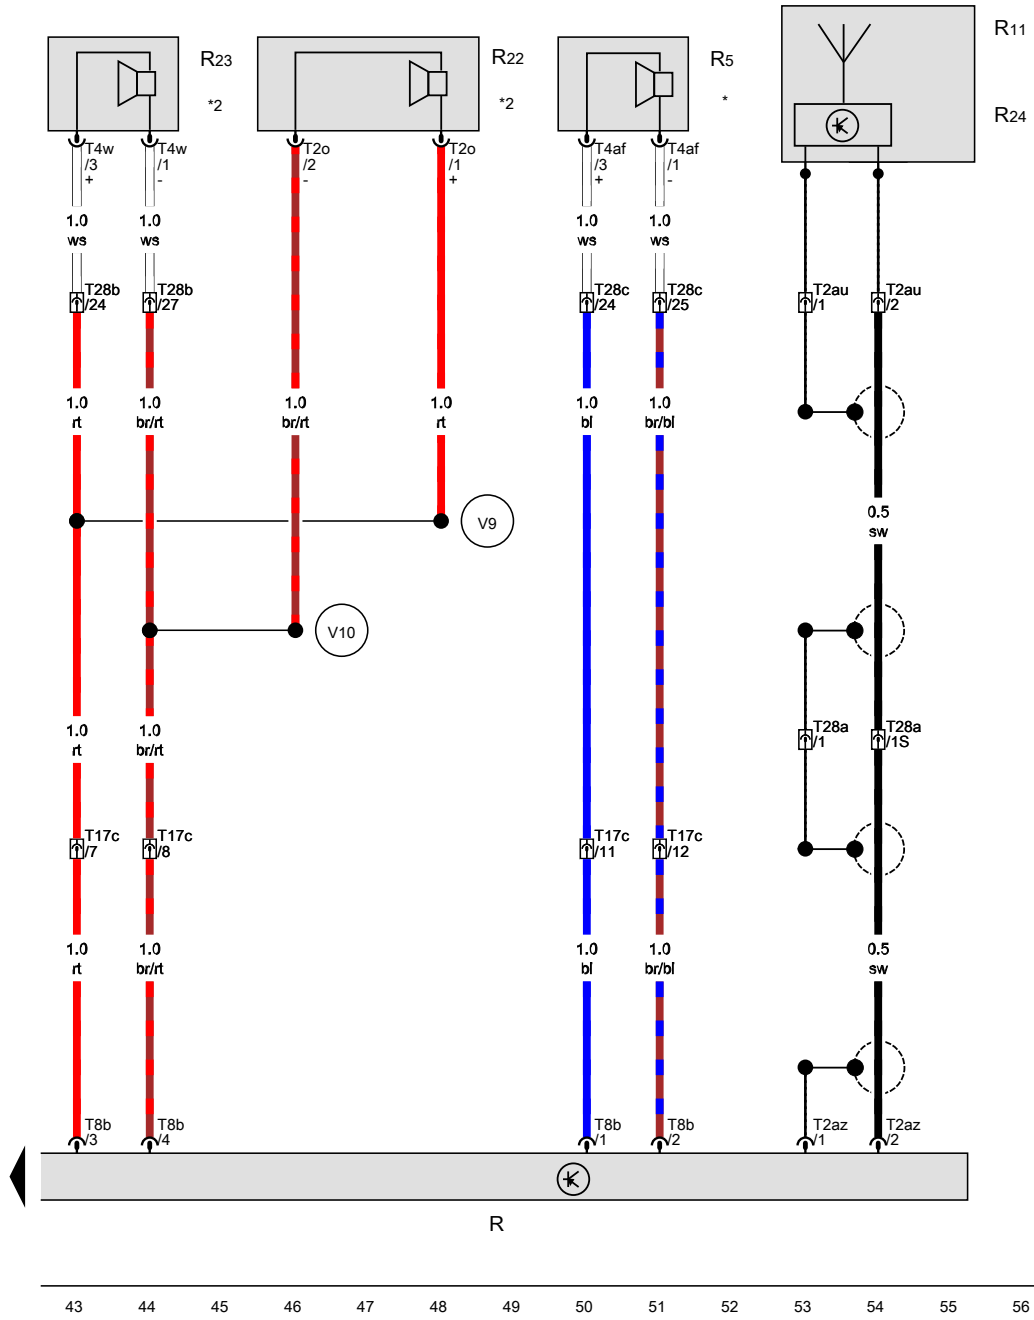 R11
R23
R22
R5
*2
*2
*
R24
T4w
/3
+
T4w
/1
-
T2o
/2
-
T2o
/1
+
T4af
/3
+
T4af
/1
-
1.0
ws
1.0
ws
1.0
ws
1.0
ws
T28b
/24
T28b
/27
T28c
/24
T28c
/25
T2au
/1
T2au
/2
1.0
rt
1.0
br/rt
1.0
br/rt
1.0
rt
1.0
bl
1.0
br/bl
V9
0.5
sw
V10
1.0
rt
1.0
br/rt
T28a
/1
T28a
/1S
T17c
/7
T17c
/8
T17c
/11
T17c
/12
1.0
rt
1.0
br/rt
1.0
bl
1.0
br/bl
0.5
sw
T8b
/3
T8b
/4
T8b
/1
T8b
/2
T2az
/1
T2az
/2
R
43 44 45 46 47 48 49 50 51 52 53 54 55 56